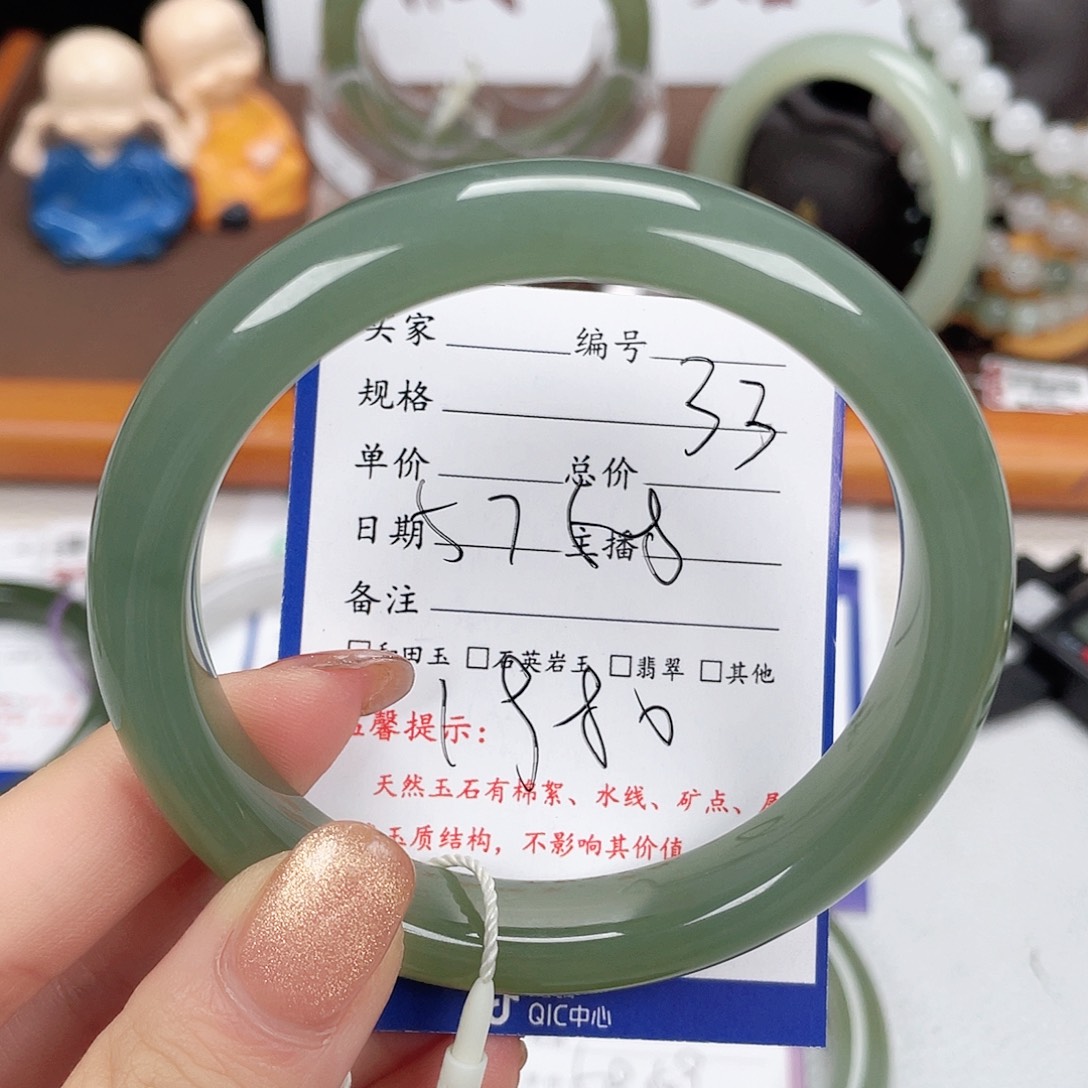 买家 编号
33
规格
单价 总价
5768
日期 主播
备注
□和田玉 □石英岩玉 □翡翠 □其他
1980
温馨提示：
天然玉石有棉絮、水线、矿点、
玉质结构，不影响其价值
QIC中心